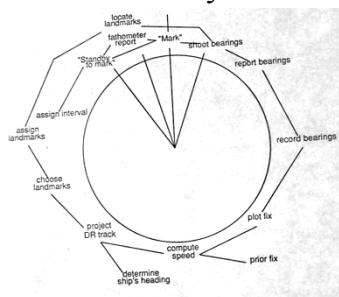 locate
landmarks
fathometer
report
"Mark"
shoot bearings
"Standby
to mark"
report bearings
assign interval
assign
landmarks
record bearings
choose
landmarks
project
DR track
plot fix
compute
speed
prior fix
determine
ship's heading